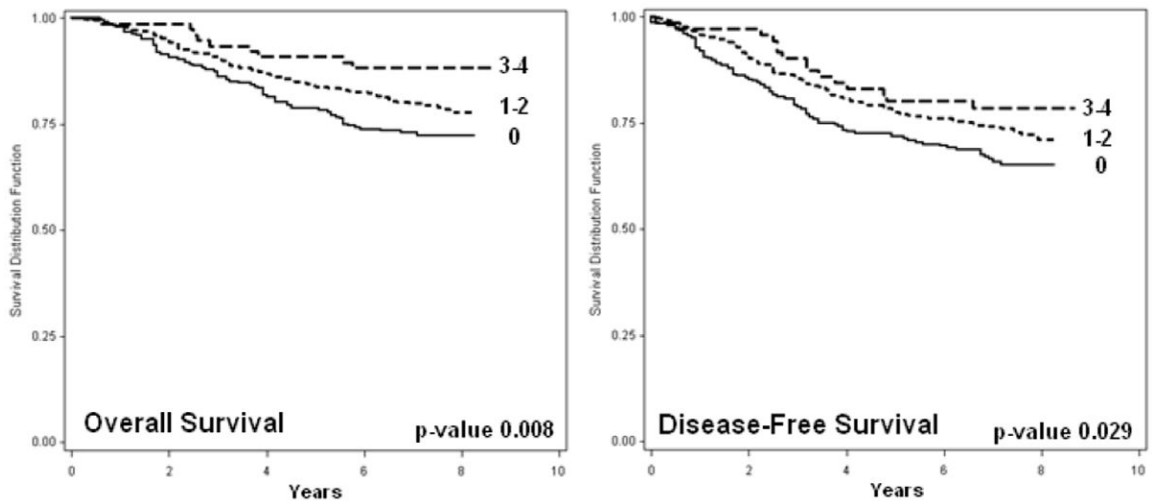 Survival Distribution Function
1.00
0.75
0.50
0.25
0.00
3-4
1-2
0
Overall Survival
p-value 0.008
0 2 4 6 8 10
Years
Survival Distribution Function
1.00
0.75
0.50
0.25
0.00
3-4
1-2
0
Disease-Free Survival
p-value 0.029
0 2 4 6 8 10
Years